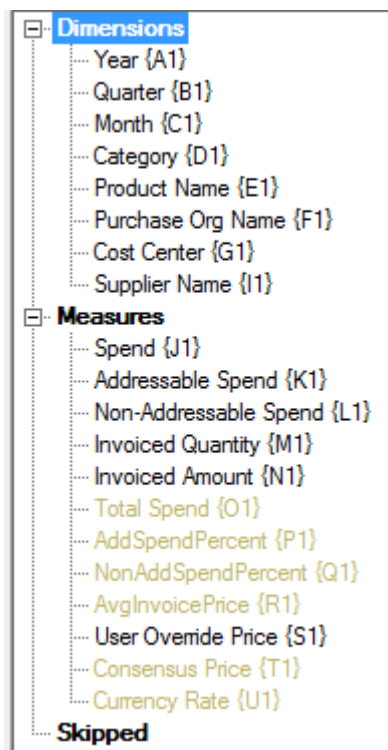 Dimensions
Year {A1}
Quarter {B1}
Month {C1}
Category {D1}
Product Name {E1}
Purchase Org Name {F1}
Cost Center {G1}
Supplier Name {I1}
Measures
Spend {J1}
Addressable Spend {K1}
Non-Addressable Spend {L1}
Invoiced Quantity {M1}
Invoiced Amount {N1}
Total Spend {O1}
AddSpendPercent {P1}
NonAddSpendPercent {Q1}
AvgInvoicePrice {R1}
User Override Price {S1}
Consensus Price {T1}
Currency Rate {U1}
Skipped